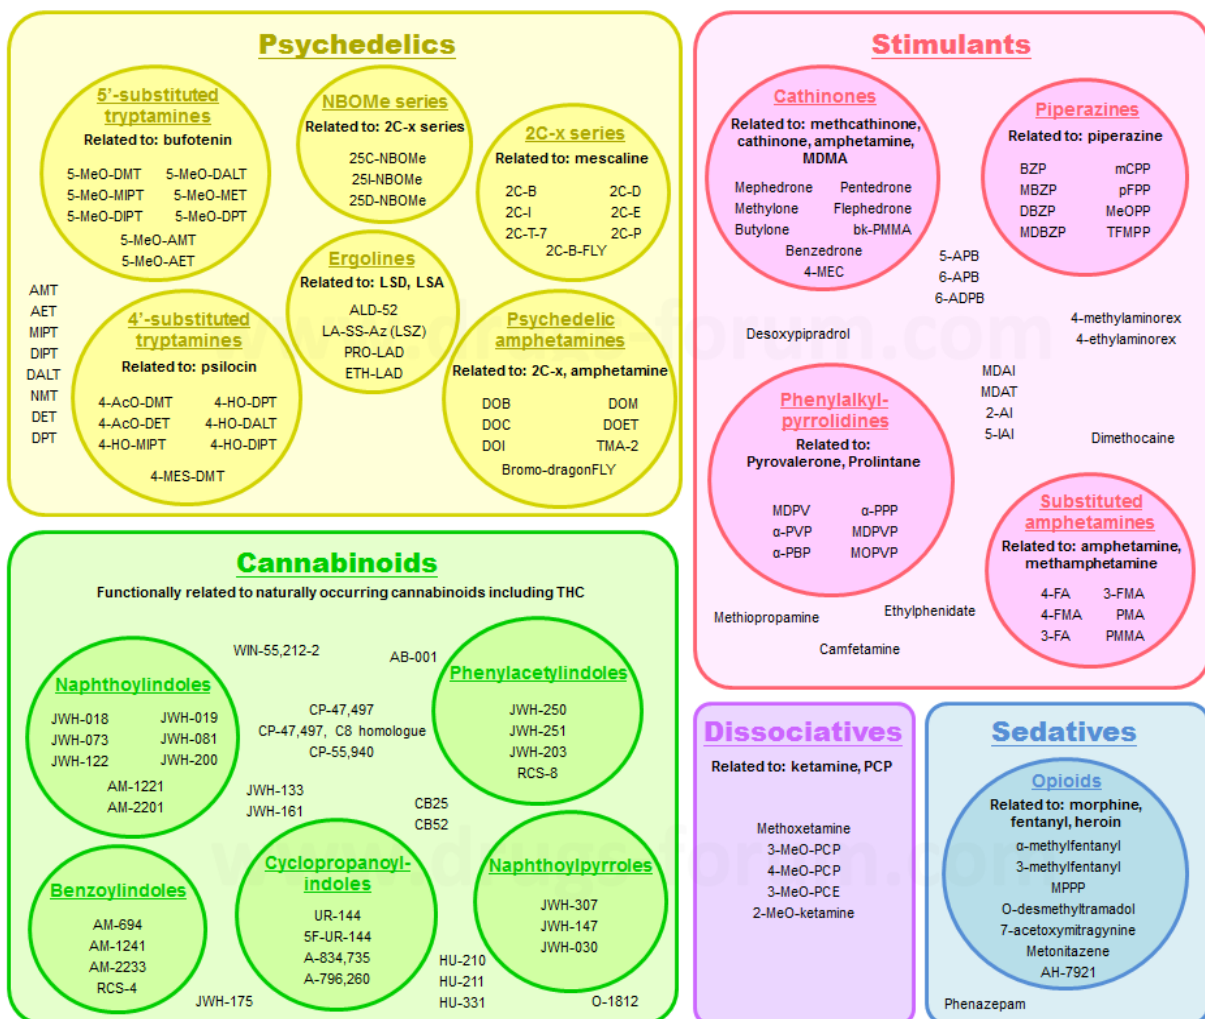 Psychedelics
5'-substituted
tryptamines
Related to: bufotenin
5-MeO-DMT 5-MeO-DALT
5-MeO-MIPT 5-MeO-MET
5-MeO-DIPT 5-MeO-DPT
5-MeO-AMT
5-MeO-AET
NBOMe series
Related to: 2C-x series
25C-NBOMe
25I-NBOMe
25D-NBOMe
2C-x series
Related to: mescaline
2C-B 2C-D
2C-I 2C-E
2C-T-7 2C-P
2C-B-FLY
Ergolines
Related to: LSD, LSA
ALD-52
LA-SS-Az (LSZ)
PRO-LAD
ETH-LAD
AMT
AET
MIPT
DIPT
DALT
NMT
DET
DPT
4'-substituted
tryptamines
Related to: psilocin
4-AcO-DMT 4-HO-DPT
4-AcO-DET 4-HO-DALT
4-HO-MIPT 4-HO-DIPT
4-MES-DMT
Psychedelic
amphetamines
Related to: 2C-x, amphetamine
DOB DOM
DOC DOET
DOI TMA-2
Bromo-dragonFLY
Stimulants
Cathinones
Related to: methcathinone,
cathinone, amphetamine,
MDMA
Mephedrone Pentedrone
Methylone Flephedrone
Butylone bk-PMMA
Benzedrone
4-MEC
Piperazines
Related to: piperazine
BZP mCPP
MBZP pFPP
DBZP MeOPP
MDBZP TFMPP
5-APB
6-APB
6-ADPB
Desoxypipradrol
4-methylaminorex
4-ethylaminorex
MDAI
MDAT
2-AI
5-IAI
Dimethocaine
Phenylalkyl-
pyrrolidines
Related to:
Pyrovalerone, Prolintane
MDPV α-PPP
α-PVP MDPVP
α-PBP MOPVP
Substituted
amphetamines
Related to: amphetamine,
methamphetamine
4-FA 3-FMA
4-FMA PMA
3-FA PMMA
Methiopropamine
Ethylphenidate
Camfetamine
Cannabinoids
Functionally related to naturally occurring cannabinoids including THC
WIN-55,212-2
AB-001
Naphthoylindoles
JWH-018 JWH-019
JWH-073 JWH-081
JWH-122 JWH-200
AM-1221
AM-2201
CP-47,497
CP-47,497, C8 homologue
CP-55,940
Phenylacetylindoles
JWH-250
JWH-251
JWH-203
RCS-8
JWH-133
JWH-161
CB25
CB52
Benzoylindoles
AM-694
AM-1241
AM-2233
RCS-4
Cyclopropanoyl-
indoles
UR-144
5F-UR-144
A-834,735
A-796,260
Naphthoylpyrroles
JWH-307
JWH-147
JWH-030
JWH-175
HU-210
HU-211
HU-331
O-1812
Dissociatives
Related to: ketamine, PCP
Methoxetamine
3-MeO-PCP
4-MeO-PCP
3-MeO-PCE
2-MeO-ketamine
Sedatives
Opioids
Related to: morphine,
fentanyl, heroin
α-methylfentanyl
3-methylfentanyl
MPPP
O-desmethyltramadol
7-acetoxymitragynine
Metonitazene
AH-7921
Phenazepam
www.drugs-forum.com
www.drugs-forum.com